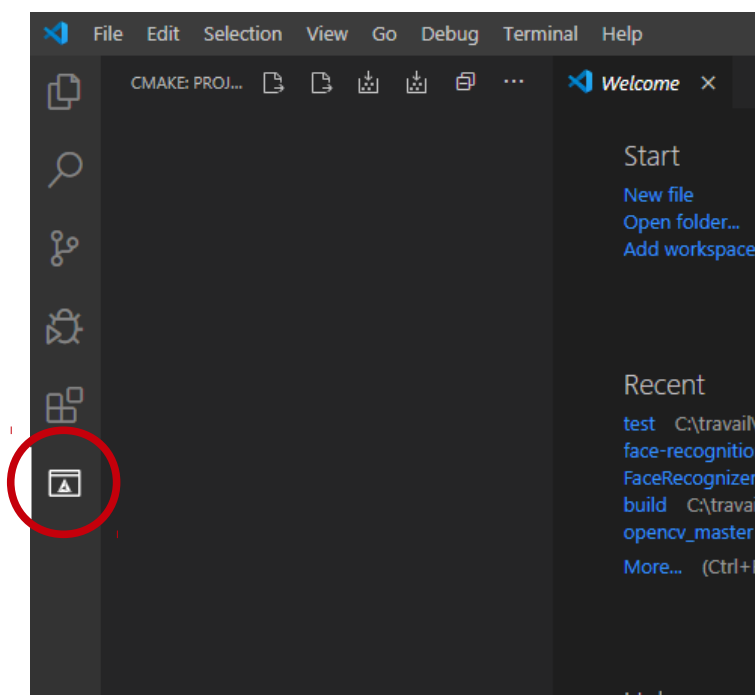 File Edit Selection View Go Debug Terminal Help
CMAKE: PROJ... ... Welcome
Start
New file
Open folder...
Add workspace
Recent
test C:\travail\
face-recognitio
FaceRecognizer
build C:\travai
opencv_master
More... (Ctrl+